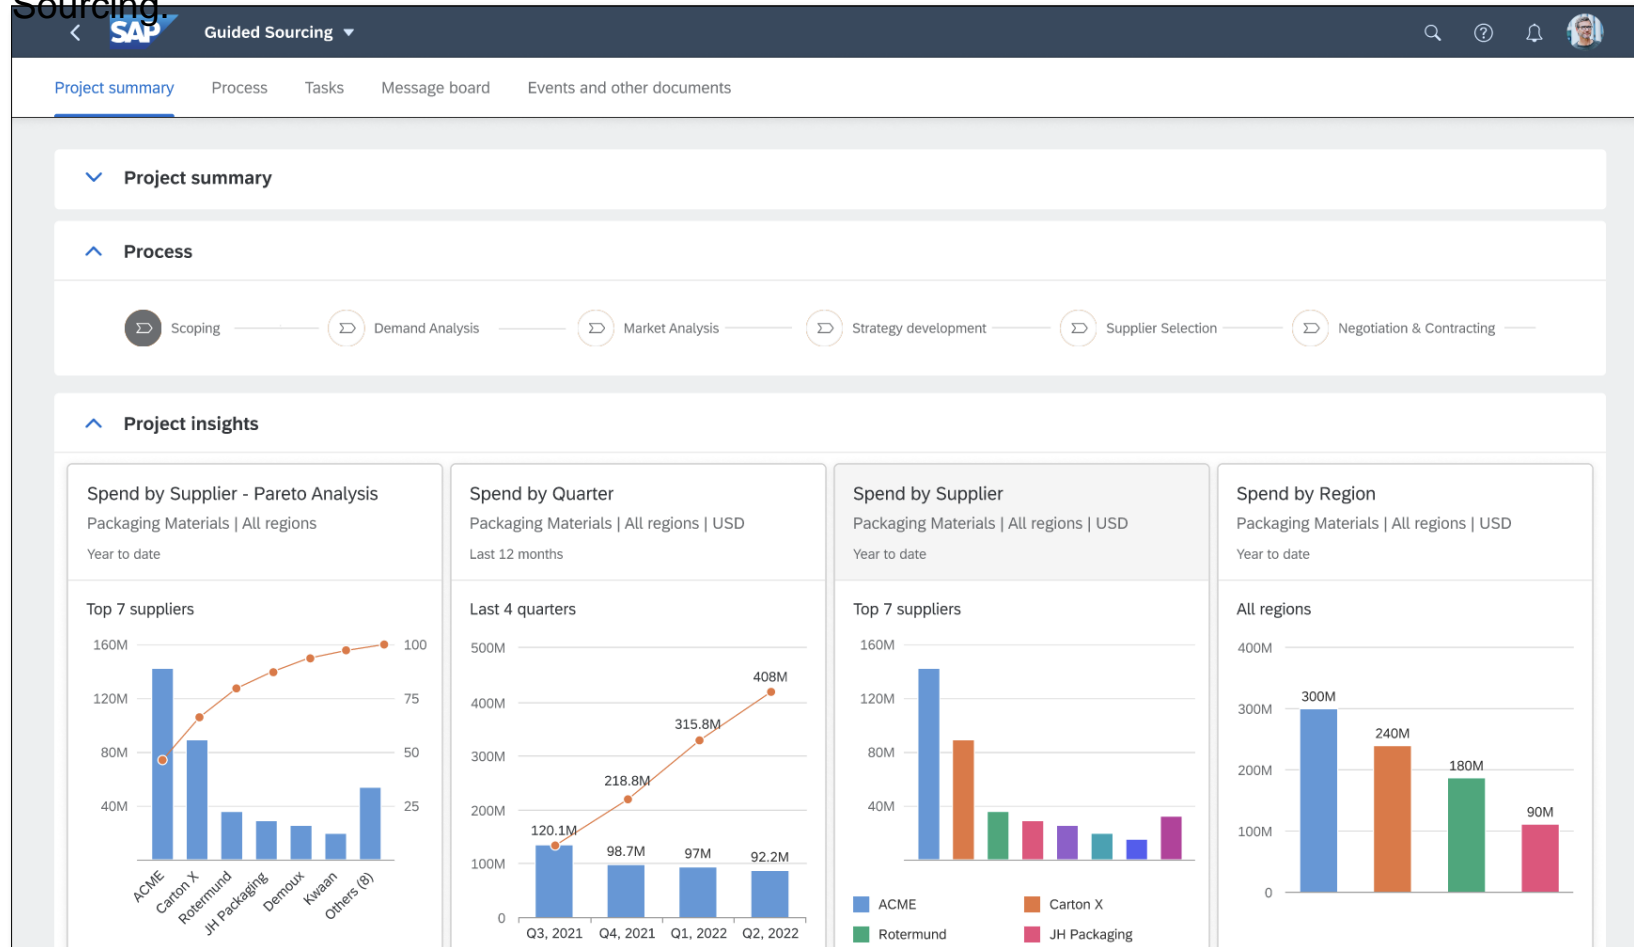 Sourcing.
SAP Guided Sourcing
Project summary Process Tasks Message board Events and other documents
Project summary
Process
Scoping Demand Analysis Market Analysis Strategy development Supplier Selection Negotiation & Contracting
Project insights
Spend by Supplier - Pareto Analysis
Packaging Materials | All regions
Year to date
Top 7 suppliers
160M
120M
80M
40M
100
75
50
25
ACME
Carton X
Rotermund
JH Packaging
Demoux
Kwaan
Others (8)
Spend by Quarter
Packaging Materials | All regions | USD
Last 12 months
Last 4 quarters
500M
400M
300M
200M
100M
0
408M
315.8M
218.8M
120.1M
98.7M
97M
92.2M
Q3, 2021 Q4, 2021 Q1, 2022 Q2, 2022
Spend by Supplier
Packaging Materials | All regions | USD
Year to date
Top 7 suppliers
160M
120M
80M
40M
ACME Carton X
Rotermund JH Packaging
Spend by Region
Packaging Materials | All regions | USD
Year to date
All regions
400M
300M
200M
100M
0
300M
240M
180M
90M